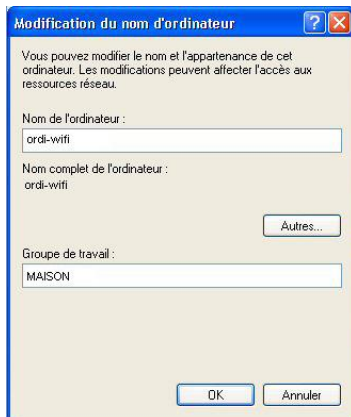 Modification du nom d'ordinateur
Vous pouvez modifier le nom et l'appartenance de cet
ordinateur. Les modifications peuvent affecter l'accès aux
ressources réseau.
Nom de l'ordinateur :
ordi-wifi
Nom complet de l'ordinateur :
ordi-wifi
Autres...
Groupe de travail :
MAISON
OK
Annuler